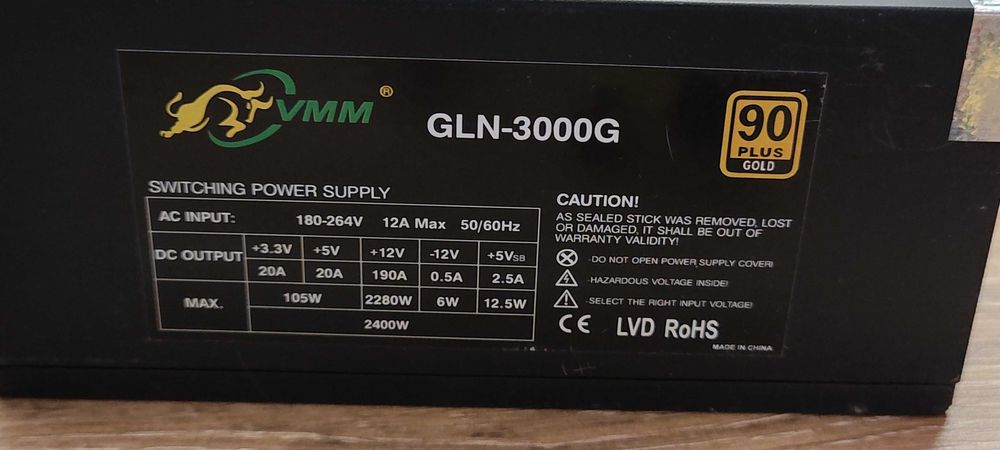 VMM®
GLN-3000G
90
PLUS
GOLD
SWITCHING POWER SUPPLY
AC INPUT: 180-264V 12A Max 50/60Hz
DC OUTPUT +3.3V +5V +12V -12V +5VSB
20A 20A 190A 0.5A 2.5A
MAX. 105W 2280W 6W 12.5W
2400W
CAUTION!
AS SEALED STICK WAS REMOVED, LOST
OR DAMAGED, IT SHALL BE OUT OF
WARRANTY VALIDITY!
DO NOT OPEN POWER SUPPLY COVER!
HAZARDOUS VOLTAGE INSIDE!
SELECT THE RIGHT INPUT VOLTAGE!
CE LVD RoHS
MADE IN CHINA